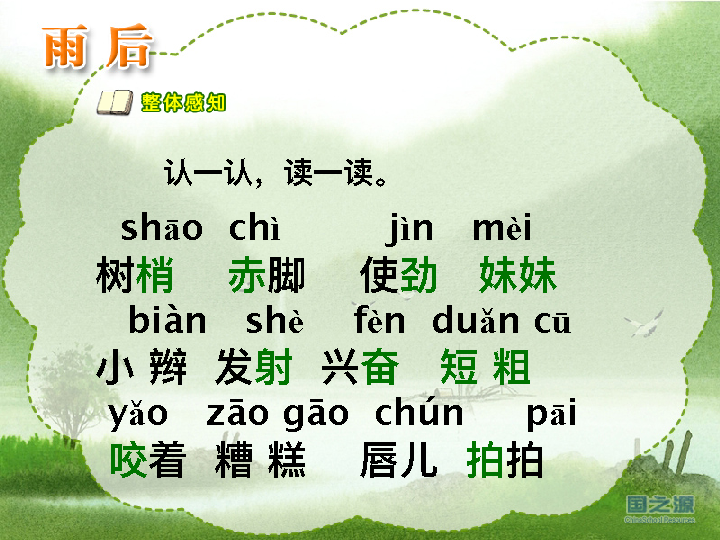 雨后
整体感知
认一认，读一读。
shāo chì jìn mèi
树梢 赤脚 使劲 妹妹
biàn shè fèn duǎn cū
小辫 发射 兴奋 短粗
yǎo zāo gāo chún pāi
咬着 糟糕 唇儿 拍拍
国之源
ChinaSchoolResources